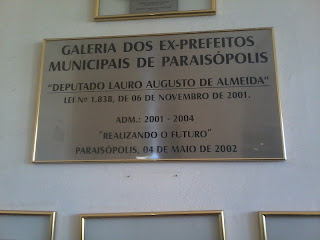 GALERIA DOS EX-PREFEITOS
MUNICIPAIS DE PARAISÓPOLIS
"DEPUTADO LAURO AUGUSTO DE ALMEIDA"
LEI Nº 1.838, DE 06 DE NOVEMBRO DE 2001.
ADM.: 2001 - 2004
"REALIZANDO O FUTURO"
PARAISÓPOLIS, 04 DE MAIO DE 2002